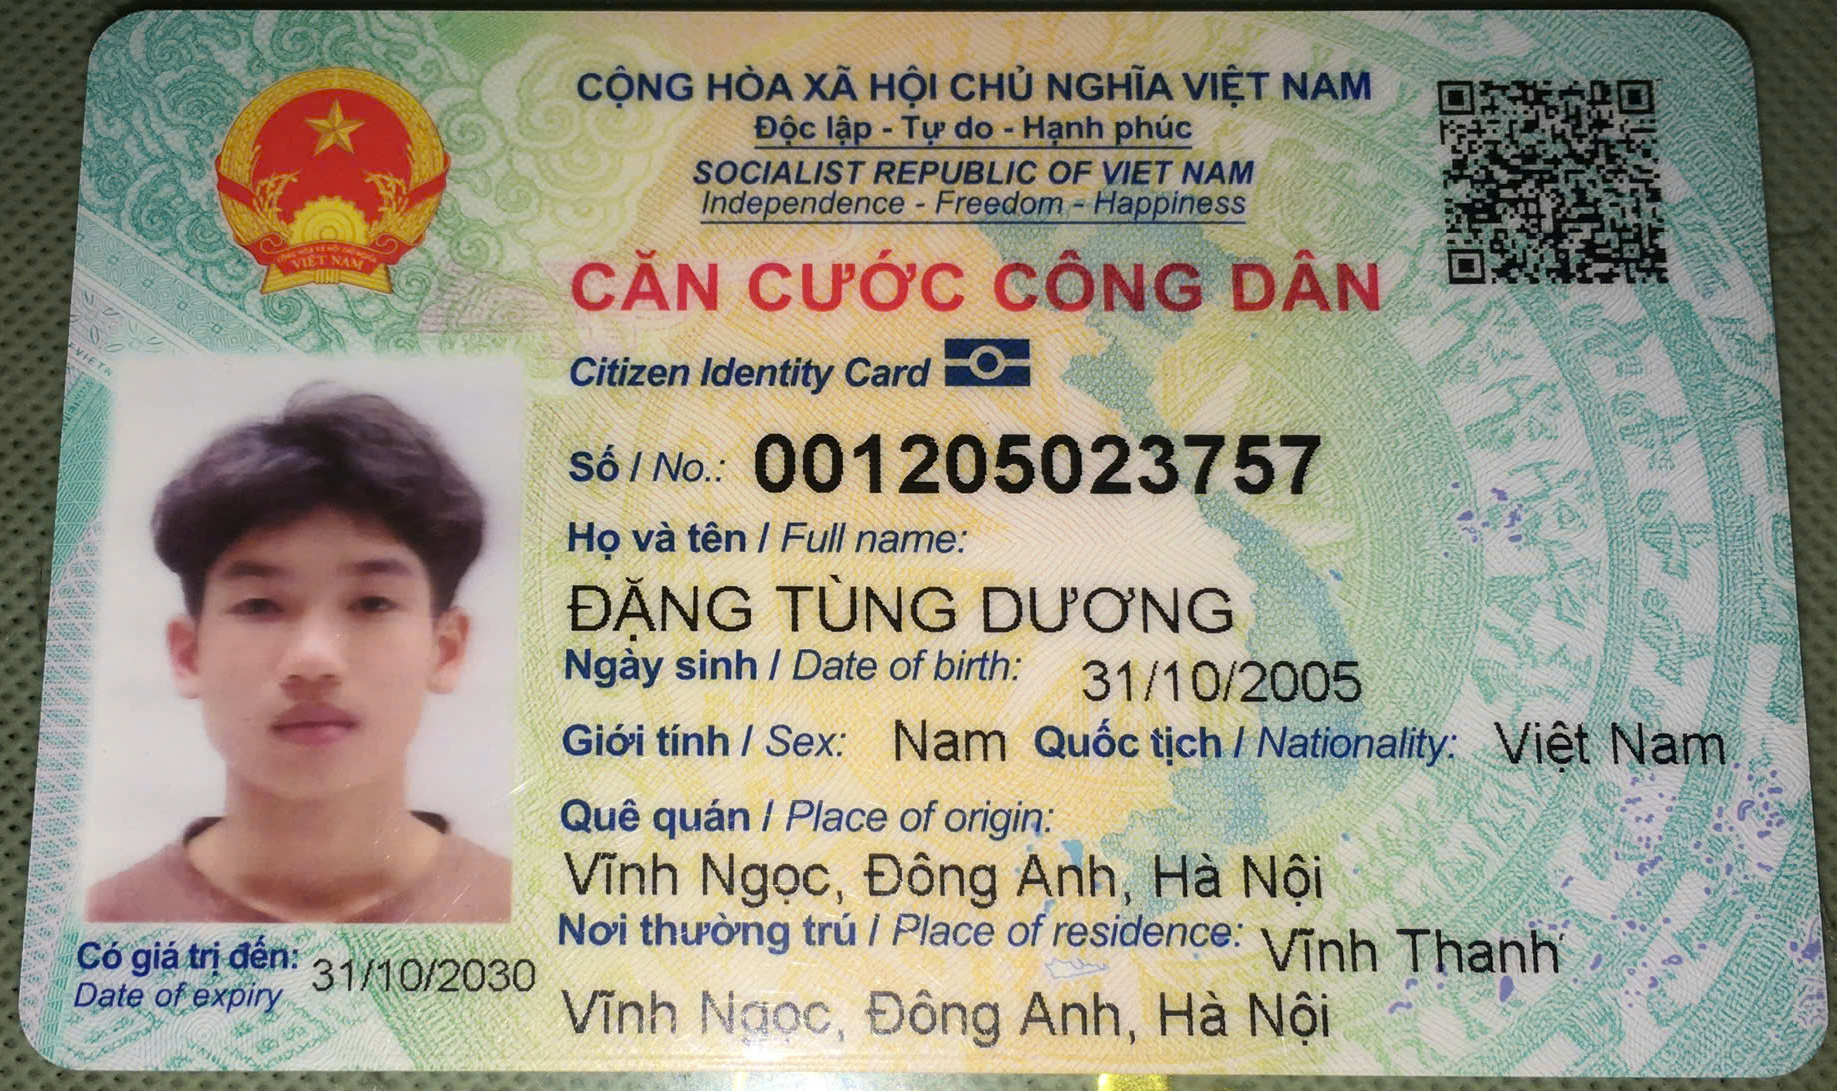 CỘNG HÒA XÃ HỘI CHỦ NGHĨA VIỆT NAM
Độc lập - Tự do - Hạnh phúc
SOCIALIST REPUBLIC OF VIET NAM
Independence - Freedom - Happiness
CĂN CƯỚC CÔNG DÂN
Citizen Identity Card
Số / No.: 001205023757
Họ và tên / Full name:
ĐẶNG TÙNG DƯƠNG
Ngày sinh / Date of birth: 31/10/2005
Giới tính / Sex: Nam Quốc tịch / Nationality: Việt Nam
Quê quán / Place of origin:
Vĩnh Ngọc, Đông Anh, Hà Nội
Nơi thường trú / Place of residence: Vĩnh Thanh
Vĩnh Ngọc, Đông Anh, Hà Nội
Có giá trị đến: 31/10/2030
Date of expiry
VIỆT NAM